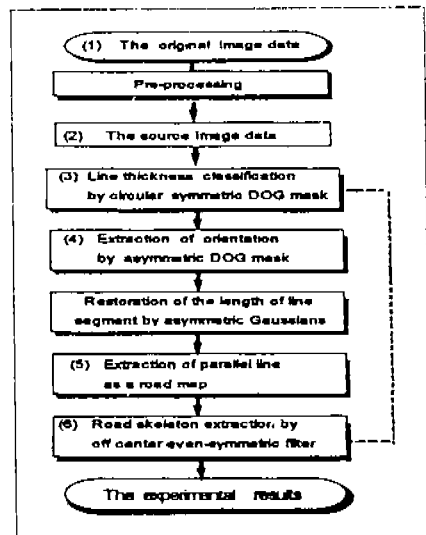 (1) The original image data
Pre-processing
(2) The source image data
(3) Line thickness classification
by circular symmetric DOG mask
(4) Extraction of orientation
by asymmetric DOG mask
Restoration of the length of line
segment by asymmetric Gaussians
(5) Extraction of parallel line
as a road map
(6) Road skeleton extraction by
off center even-symmetric filter
The experimental results